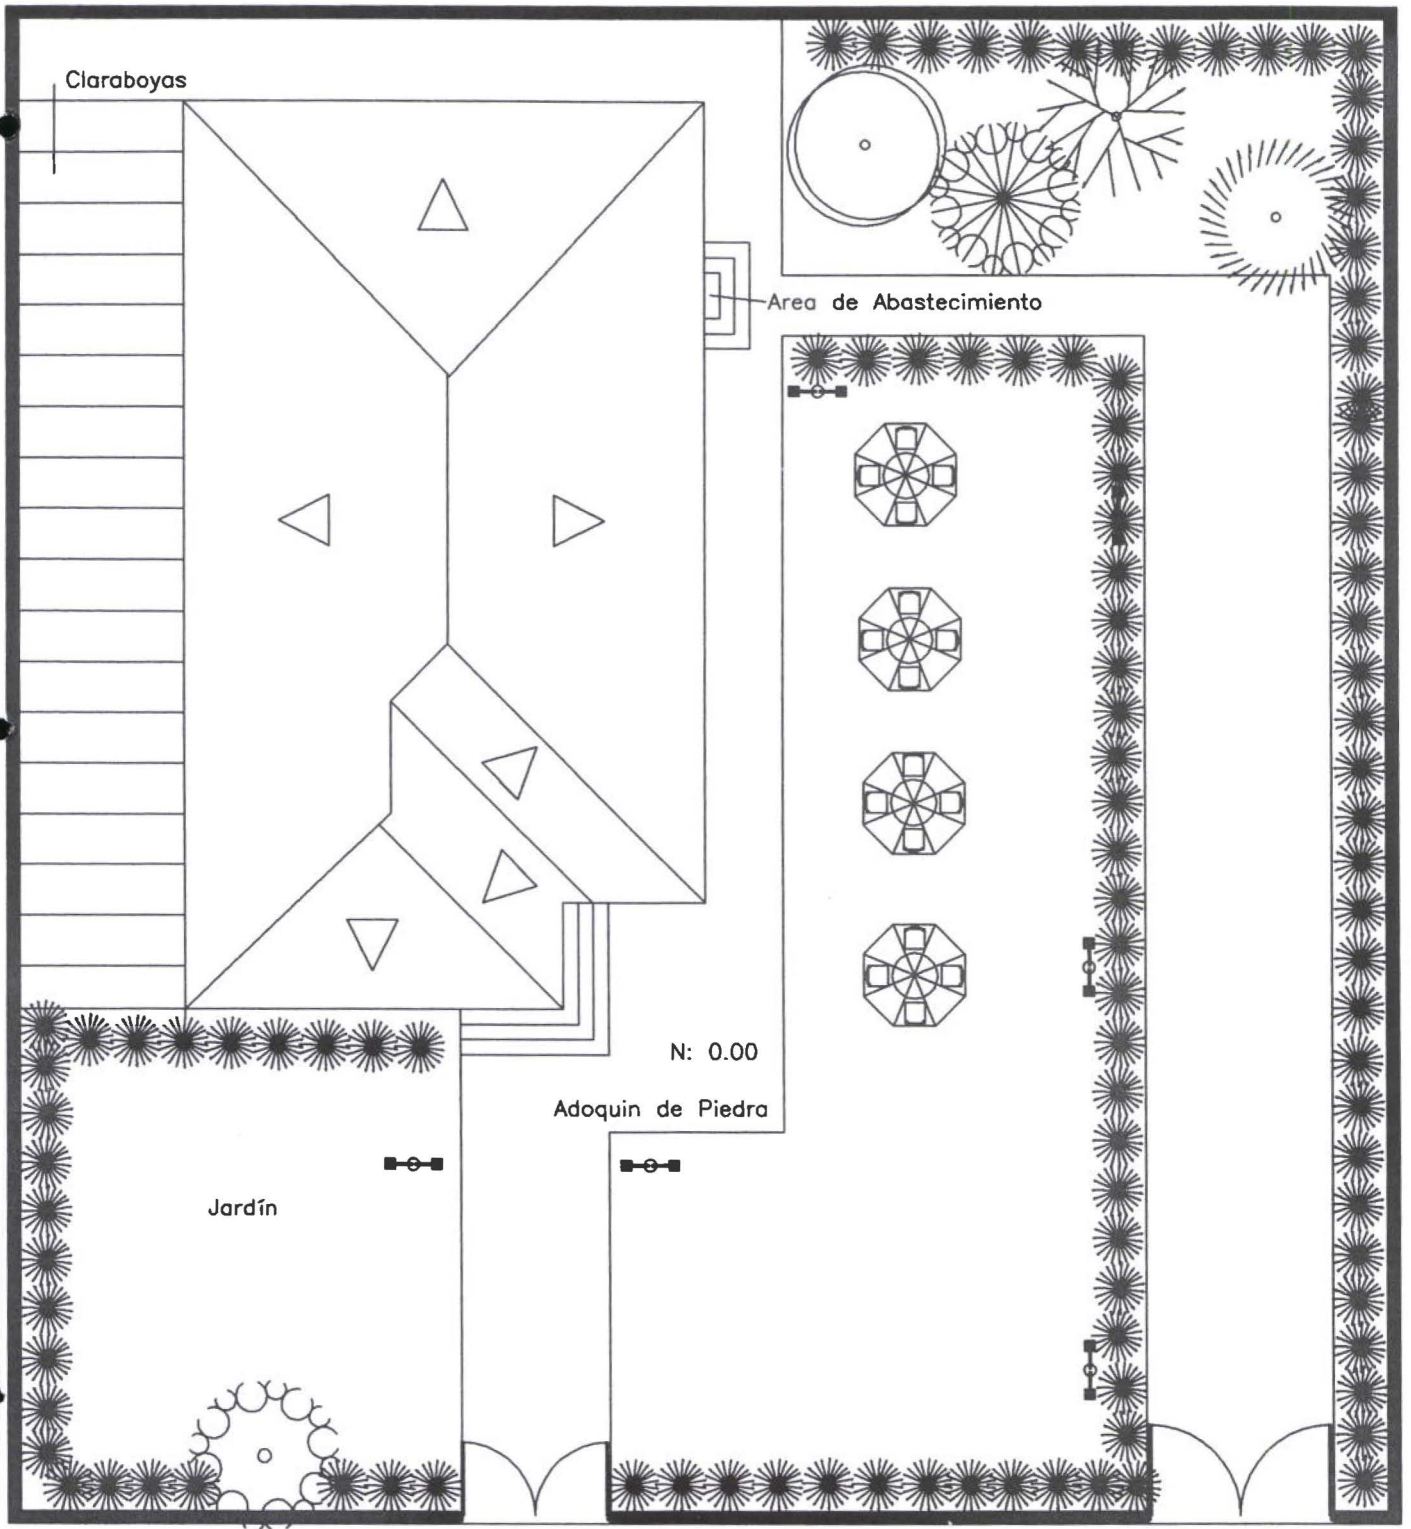 Claraboyas
Area de Abastecimiento
N: 0.00
Adoquin de Piedra
Jardín